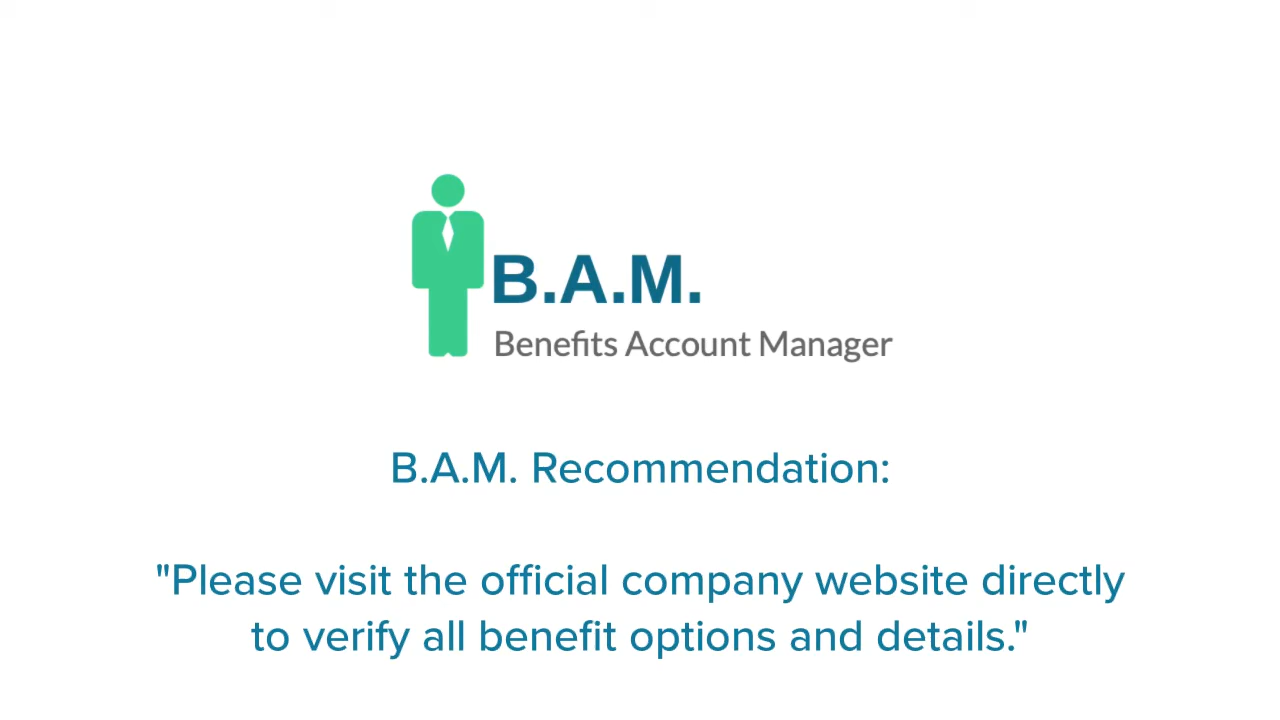 B.A.M.
Benefits Account Manager
B.A.M. Recommendation:
"Please visit the official company website directly
to verify all benefit options and details."